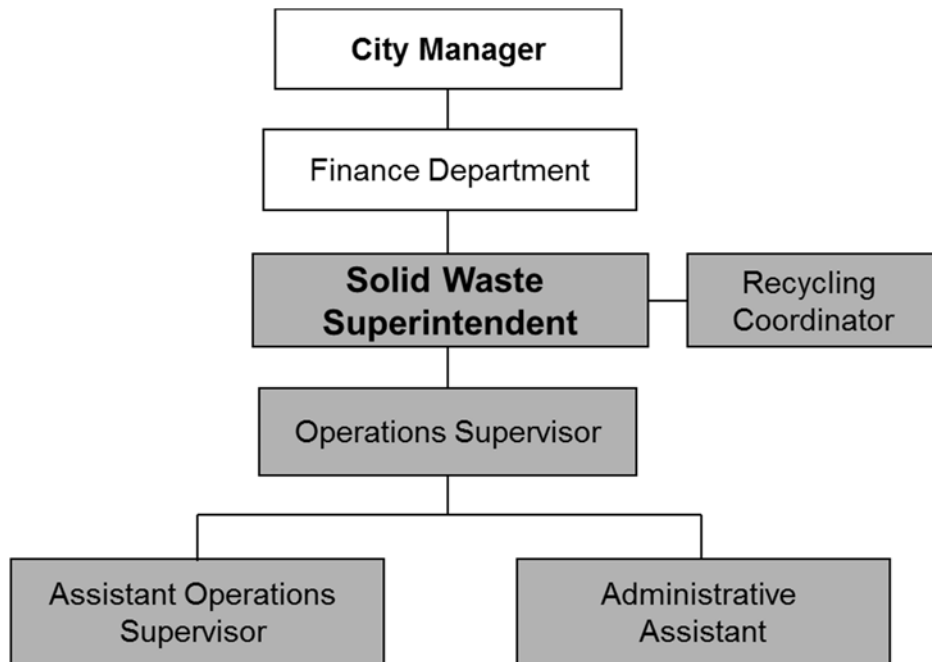 City Manager
Finance Department
Solid Waste
Superintendent
Recycling
Coordinator
Operations Supervisor
Assistant Operations
Supervisor
Administrative
Assistant